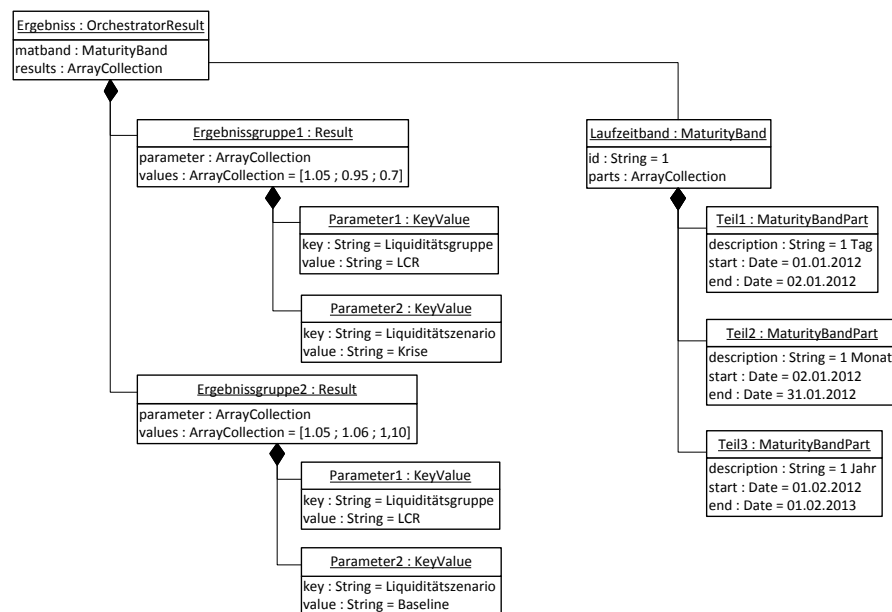 Ergebniss : OrchestratorResult
matband : MaturityBand
results : ArrayCollection
Ergebnissgruppe1 : Result
parameter : ArrayCollection
values : ArrayCollection = [1.05 ; 0.95 ; 0.7]
Parameter1 : KeyValue
key : String = Liquiditätsgruppe
value : String = LCR
Parameter2 : KeyValue
key : String = Liquiditätszenario
value : String = Krise
Ergebnissgruppe2 : Result
parameter : ArrayCollection
values : ArrayCollection = [1.05 ; 1.06 ; 1,10]
Parameter1 : KeyValue
key : String = Liquiditätsgruppe
value : String = LCR
Parameter2 : KeyValue
key : String = Liquiditätszenario
value : String = Baseline
Laufzeitband : MaturityBand
id : String = 1
parts : ArrayCollection
Teil1 : MaturityBandPart
description : String = 1 Tag
start : Date = 01.01.2012
end : Date = 02.01.2012
Teil2 : MaturityBandPart
description : String = 1 Monat
start : Date = 02.01.2012
end : Date = 31.01.2012
Teil3 : MaturityBandPart
description : String = 1 Jahr
start : Date = 01.02.2012
end : Date = 01.02.2013